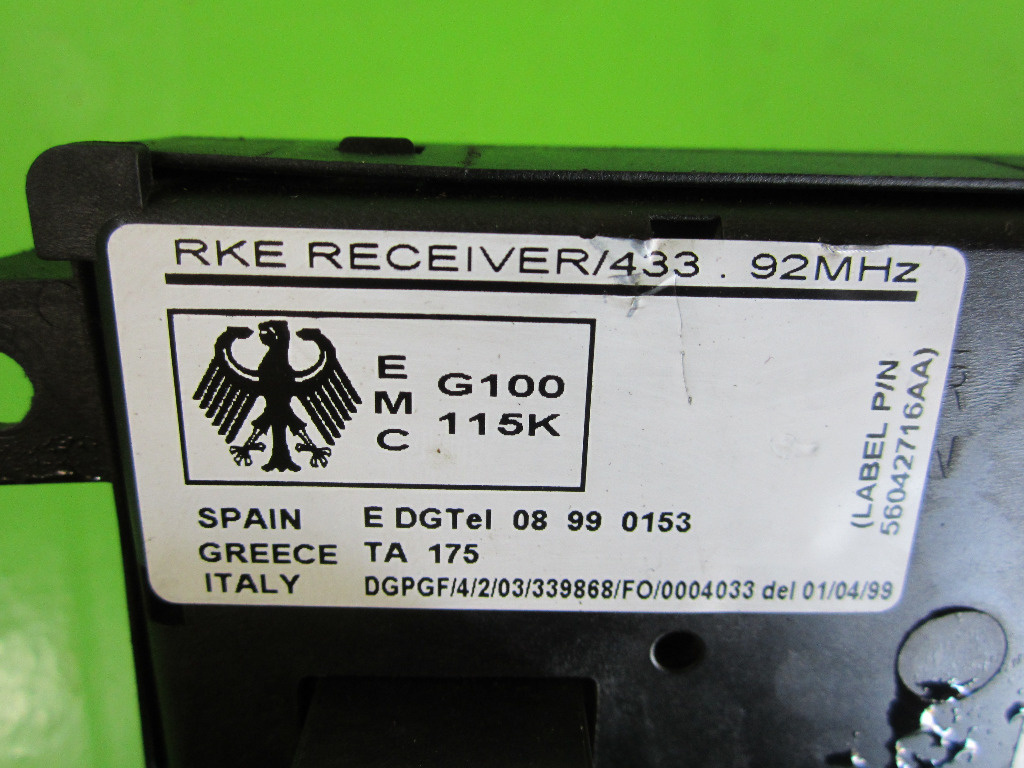 RKE RECEIVER/433 . 92MHz
EMC
G100
115K
SPAIN E DGTel 08 99 0153
GREECE TA 175
ITALY DGPGF/4/2/03/339868/FO/0004033 del 01/04/99
(LABEL P/N
56042716AA)